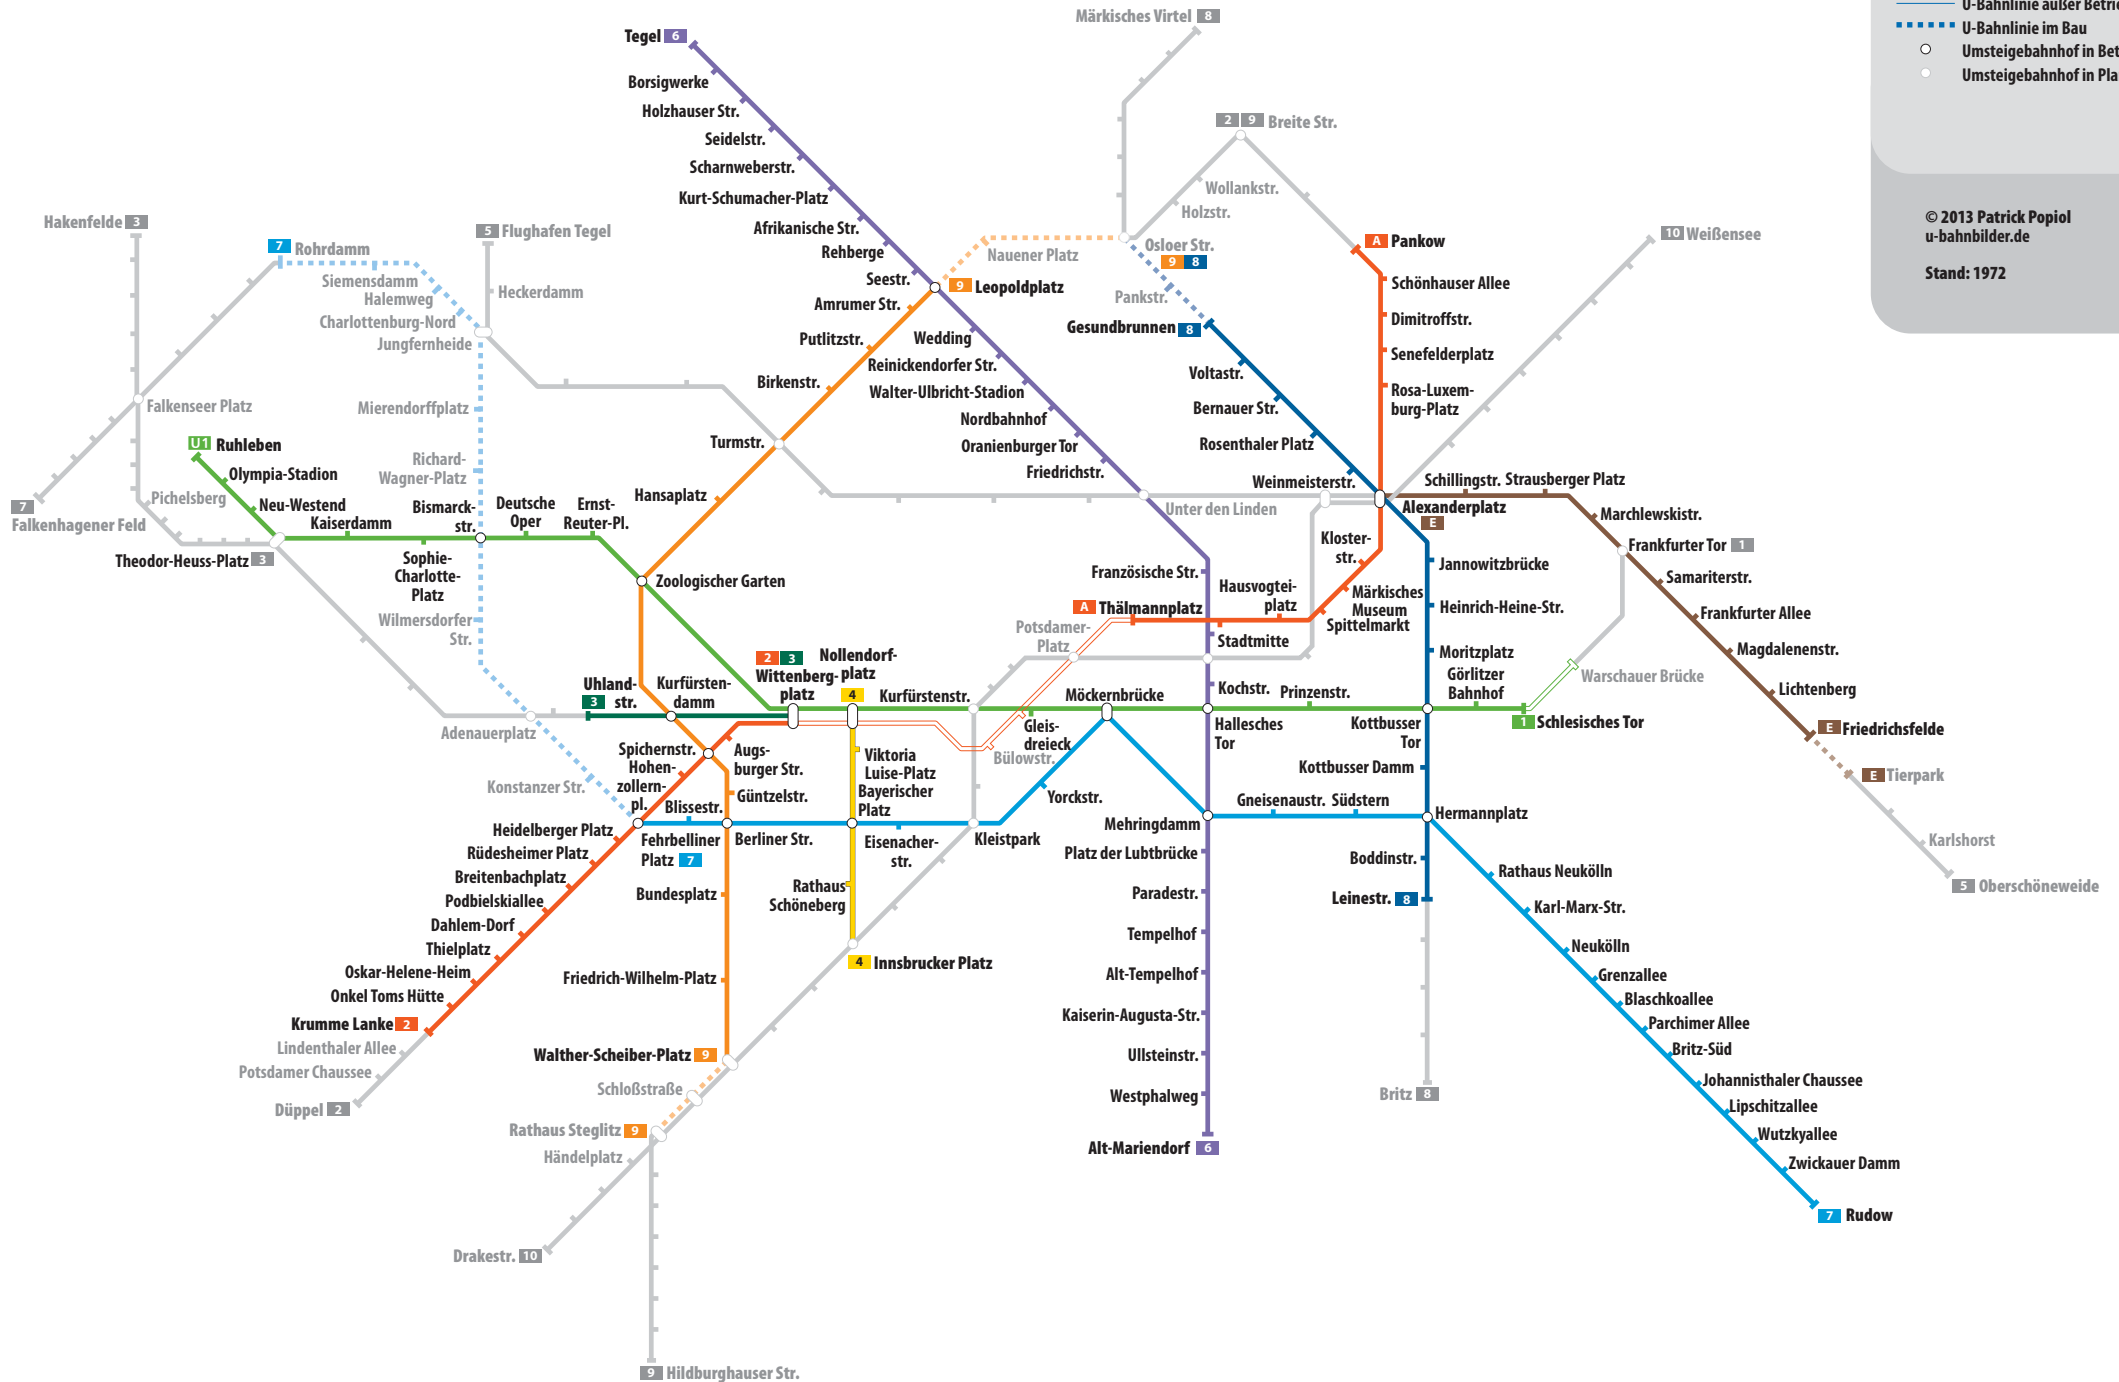 U-Bahnlinie außer Betrie
U-Bahnlinie im Bau
Umsteigebahnhof in Bet
Umsteigebahnhof in Pla
© 2013 Patrick Popiol
u-bahnbilder.de
Stand: 1972
Märkisches Virtel 8
Tegel 6
Borsigwerke
Holzhauser Str.
Seidelstr.
Scharnweberstr.
Kurt-Schumacher-Platz
Afrikanische Str.
Rehberge
Seestr.
9 Leopoldplatz
Wedding
Reinickendorfer Str.
Walter-Ulbricht-Stadion
Nordbahnhof
Oranienburger Tor
Friedrichstr.
Unter den Linden
Französische Str.
Stadtmitte
Kochstr.
Hallesches
Tor
Mehringdamm
Platz der Lubtbrücke
Paradestr.
Tempelhof
Alt-Tempelhof
Kaiserin-Augusta-Str.
Ullsteinstr.
Westphalweg
Alt-Mariendorf 6
2 9 Breite Str.
Wollankstr.
Holzstr.
Osloer Str.
9 8
Nauener Platz
Pankstr.
Gesundbrunnen 8
Voltastr.
Bernauer Str.
Rosenthaler Platz
Weinmeisterstr.
Alexanderplatz
E
Jannowitzbrücke
Heinrich-Heine-Str.
Moritzplatz
Kottbusser
Tor
Kottbusser Damm
Hermannplatz
Boddinstr.
Leinestr. 8
Britz 8
A Pankow
Schönhauser Allee
Dimitroffstr.
Senefelderplatz
Rosa-Luxem-
burg-Platz
Kloster-
str.
Märkisches
Museum
Spittelmarkt
Hausvogtei-
platz
A Thälmannplatz
Potsdamer-
Platz
10 Weißensee
Schillingstr.
Strausberger Platz
Marchlewskistr.
Frankfurter Tor 1
Samariterstr.
Frankfurter Allee
Magdalenenstr.
Lichtenberg
E Friedrichsfelde
E Tierpark
Karlshorst
5 Oberschöneweide
Warschauer Brücke
1 Schlesisches Tor
Görlitzer
Bahnhof
Prinzenstr.
Möckernbrücke
Gleis-
dreieck
Bülowstr.
Kurfürstenstr.
Nollendorf-
platz
4
2 3
Wittenberg-
platz
Hakenfelde 3
7 Rohrdamm
Siemensdamm
Halemweg
Charlottenburg-Nord
Jungfernheide
5 Flughafen Tegel
Heckerdamm
Mierendorffplatz
Richard-
Wagner-Platz
Falkenseer Platz
7
Falkenhagener Feld
Pichelsberg
U1 Ruhleben
Olympia-Stadion
Neu-Westend
Theodor-Heuss-Platz 3
Kaiserdamm
Sophie-
Charlotte-
Platz
Bismarck-
str.
Deutsche
Oper
Ernst-
Reuter-Pl.
Zoologischer Garten
Wilmersdorfer
Str.
Adenauerplatz
Konstanzer Str.
Amrumer Str.
Putlitzstr.
Birkenstr.
Turmstr.
Hansaplatz
Uhland-
str.
3
Kurfürsten-
damm
Spichernstr.
Augs-
burger Str.
Hohen-
zollern-
pl.
Güntzelstr.
Blissestr.
Fehrbelliner
Platz 7
Berliner Str.
Viktoria
Luise-Platz
Bayerischer
Platz
Eisenacher-
str.
Kleistpark
Yorckstr.
Rathaus
Schöneberg
4 Innsbrucker Platz
Heidelberger Platz
Rüdesheimer Platz
Breitenbachplatz
Podbielskiallee
Dahlem-Dorf
Thielplatz
Oskar-Helene-Heim
Onkel Toms Hütte
Krumme Lanke 2
Lindenthaler Allee
Potsdamer Chaussee
Düppel 2
Bundesplatz
Friedrich-Wilhelm-Platz
Walther-Scheiber-Platz 9
Schloßstraße
Rathaus Steglitz 9
Händelplatz
Drakestr. 10
9 Hildburghauser Str.
Gneisenaustr.
Südstern
Rathaus Neukölln
Karl-Marx-Str.
Neukölln
Grenzallee
Blaschkoallee
Parchimer Allee
Britz-Süd
Johannisthaler Chaussee
Lipschitzallee
Wutzkyallee
Zwickauer Damm
7 Rudow